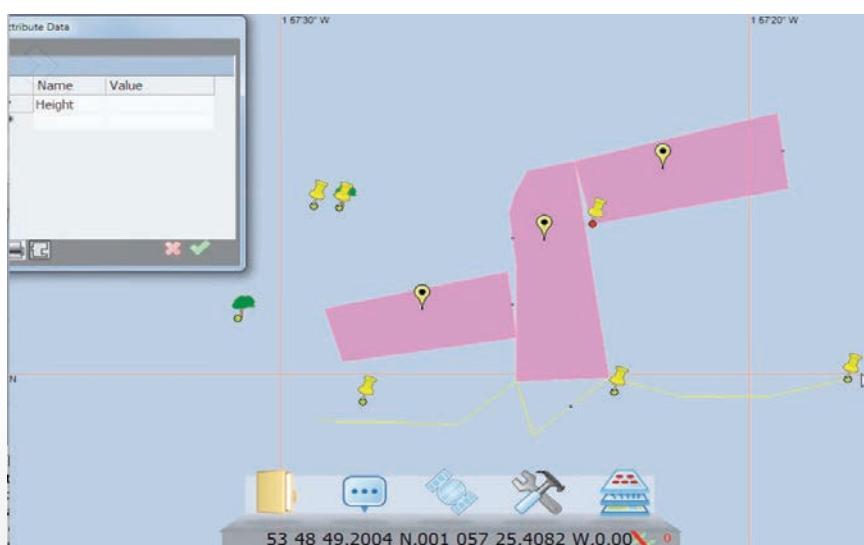 ttribute Data
1 57'30" W
1 57'20" W
Name Value
Height
N
53 48 49.2004 N,001 057 25.4082 W,0.00
0